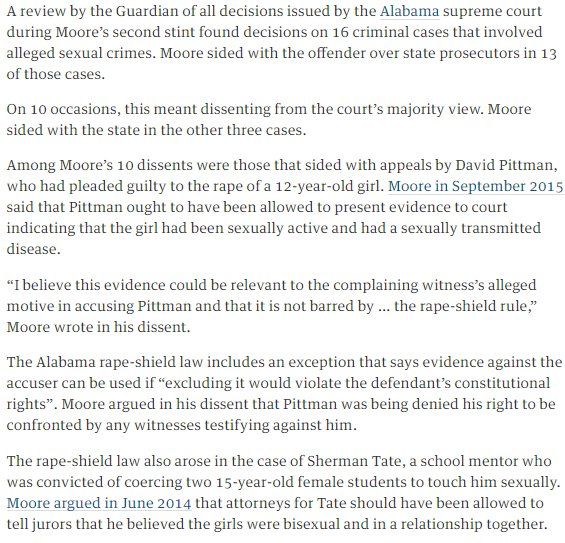 A review by the Guardian of all decisions issued by the Alabama supreme court
during Moore’s second stint found decisions on 16 criminal cases that involved
alleged sexual crimes. Moore sided with the offender over state prosecutors in 13
of those cases.
On 10 occasions, this meant dissenting from the court’s majority view. Moore
sided with the state in the other three cases.
Among Moore’s 10 dissents were those that sided with appeals by David Pittman,
who had pleaded guilty to the rape of a 12-year-old girl. Moore in September 2015
said that Pittman ought to have been allowed to present evidence to court
indicating that the girl had been sexually active and had a sexually transmitted
disease.
“I believe this evidence could be relevant to the complaining witness’s alleged
motive in accusing Pittman and that it is not barred by ... the rape-shield rule,”
Moore wrote in his dissent.
The Alabama rape-shield law includes an exception that says evidence against the
accuser can be used if “excluding it would violate the defendant’s constitutional
rights”. Moore argued in his dissent that Pittman was being denied his right to be
confronted by any witnesses testifying against him.
The rape-shield law also arose in the case of Sherman Tate, a school mentor who
was convicted of coercing two 15-year-old female students to touch him sexually.
Moore argued in June 2014 that attorneys for Tate should have been allowed to
tell jurors that he believed the girls were bisexual and in a relationship together.